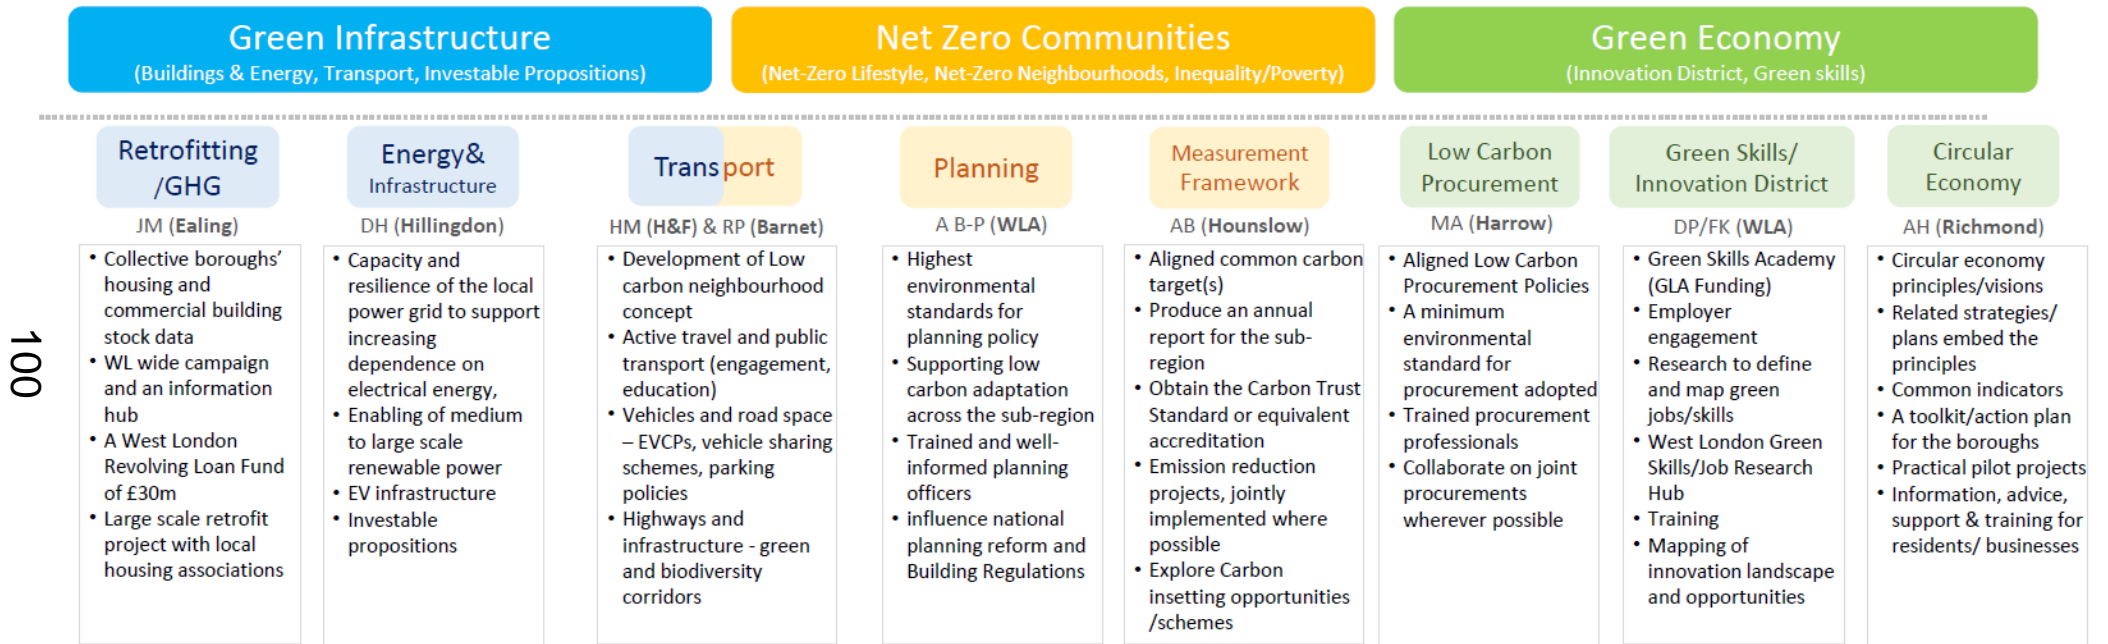 Green Infrastructure
(Buildings & Energy, Transport, Investable Propositions)
Net Zero Communities
(Net-Zero Lifestyle, Net-Zero Neighbourhoods, Inequality/Poverty)
Green Economy
(Innovation District, Green skills)
Retrofitting
/GHG
JM (Ealing)
• Collective boroughs'
housing and
commercial building
stock data
• WL wide campaign
and an information
hub
• A West London
Revolving Loan Fund
of £30m
• Large scale retrofit
project with local
housing associations
Energy&
Infrastructure
DH (Hillingdon)
• Capacity and
resilience of the local
power grid to support
increasing
dependence on
electrical energy,
• Enabling of medium
to large scale
renewable power
• EV infrastructure
• Investable
propositions
Transport
HM (H&F) & RP (Barnet)
• Development of Low
carbon neighbourhood
concept
• Active travel and public
transport (engagement,
education)
• Vehicles and road space
– EVCPs, vehicle sharing
schemes, parking
policies
• Highways and
infrastructure - green
and biodiversity
corridors
Planning
A B-P (WLA)
• Highest
environmental
standards for
planning policy
• Supporting low
carbon adaptation
across the sub-region
• Trained and well-
informed planning
officers
• influence national
planning reform and
Building Regulations
Measurement
Framework
AB (Hounslow)
• Aligned common carbon
target(s)
• Produce an annual
report for the sub-
region
• Obtain the Carbon Trust
Standard or equivalent
accreditation
• Emission reduction
projects, jointly
implemented where
possible
• Explore Carbon
insetting opportunities
/schemes
Low Carbon
Procurement
MA (Harrow)
• Aligned Low Carbon
Procurement Policies
• A minimum
environmental
standard for
procurement adopted
• Trained procurement
professionals
• Collaborate on joint
procurements
wherever possible
Green Skills/
Innovation District
DP/FK (WLA)
• Green Skills Academy
(GLA Funding)
• Employer
engagement
• Research to define
and map green
jobs/skills
• West London Green
Skills/Job Research
Hub
• Training
• Mapping of
innovation landscape
and opportunities
Circular
Economy
AH (Richmond)
• Circular economy
principles/visions
• Related strategies/
plans embed the
principles
• Common indicators
• A toolkit/action plan
for the boroughs
• Practical pilot projects
• Information, advice,
support & training for
residents/ businesses
100